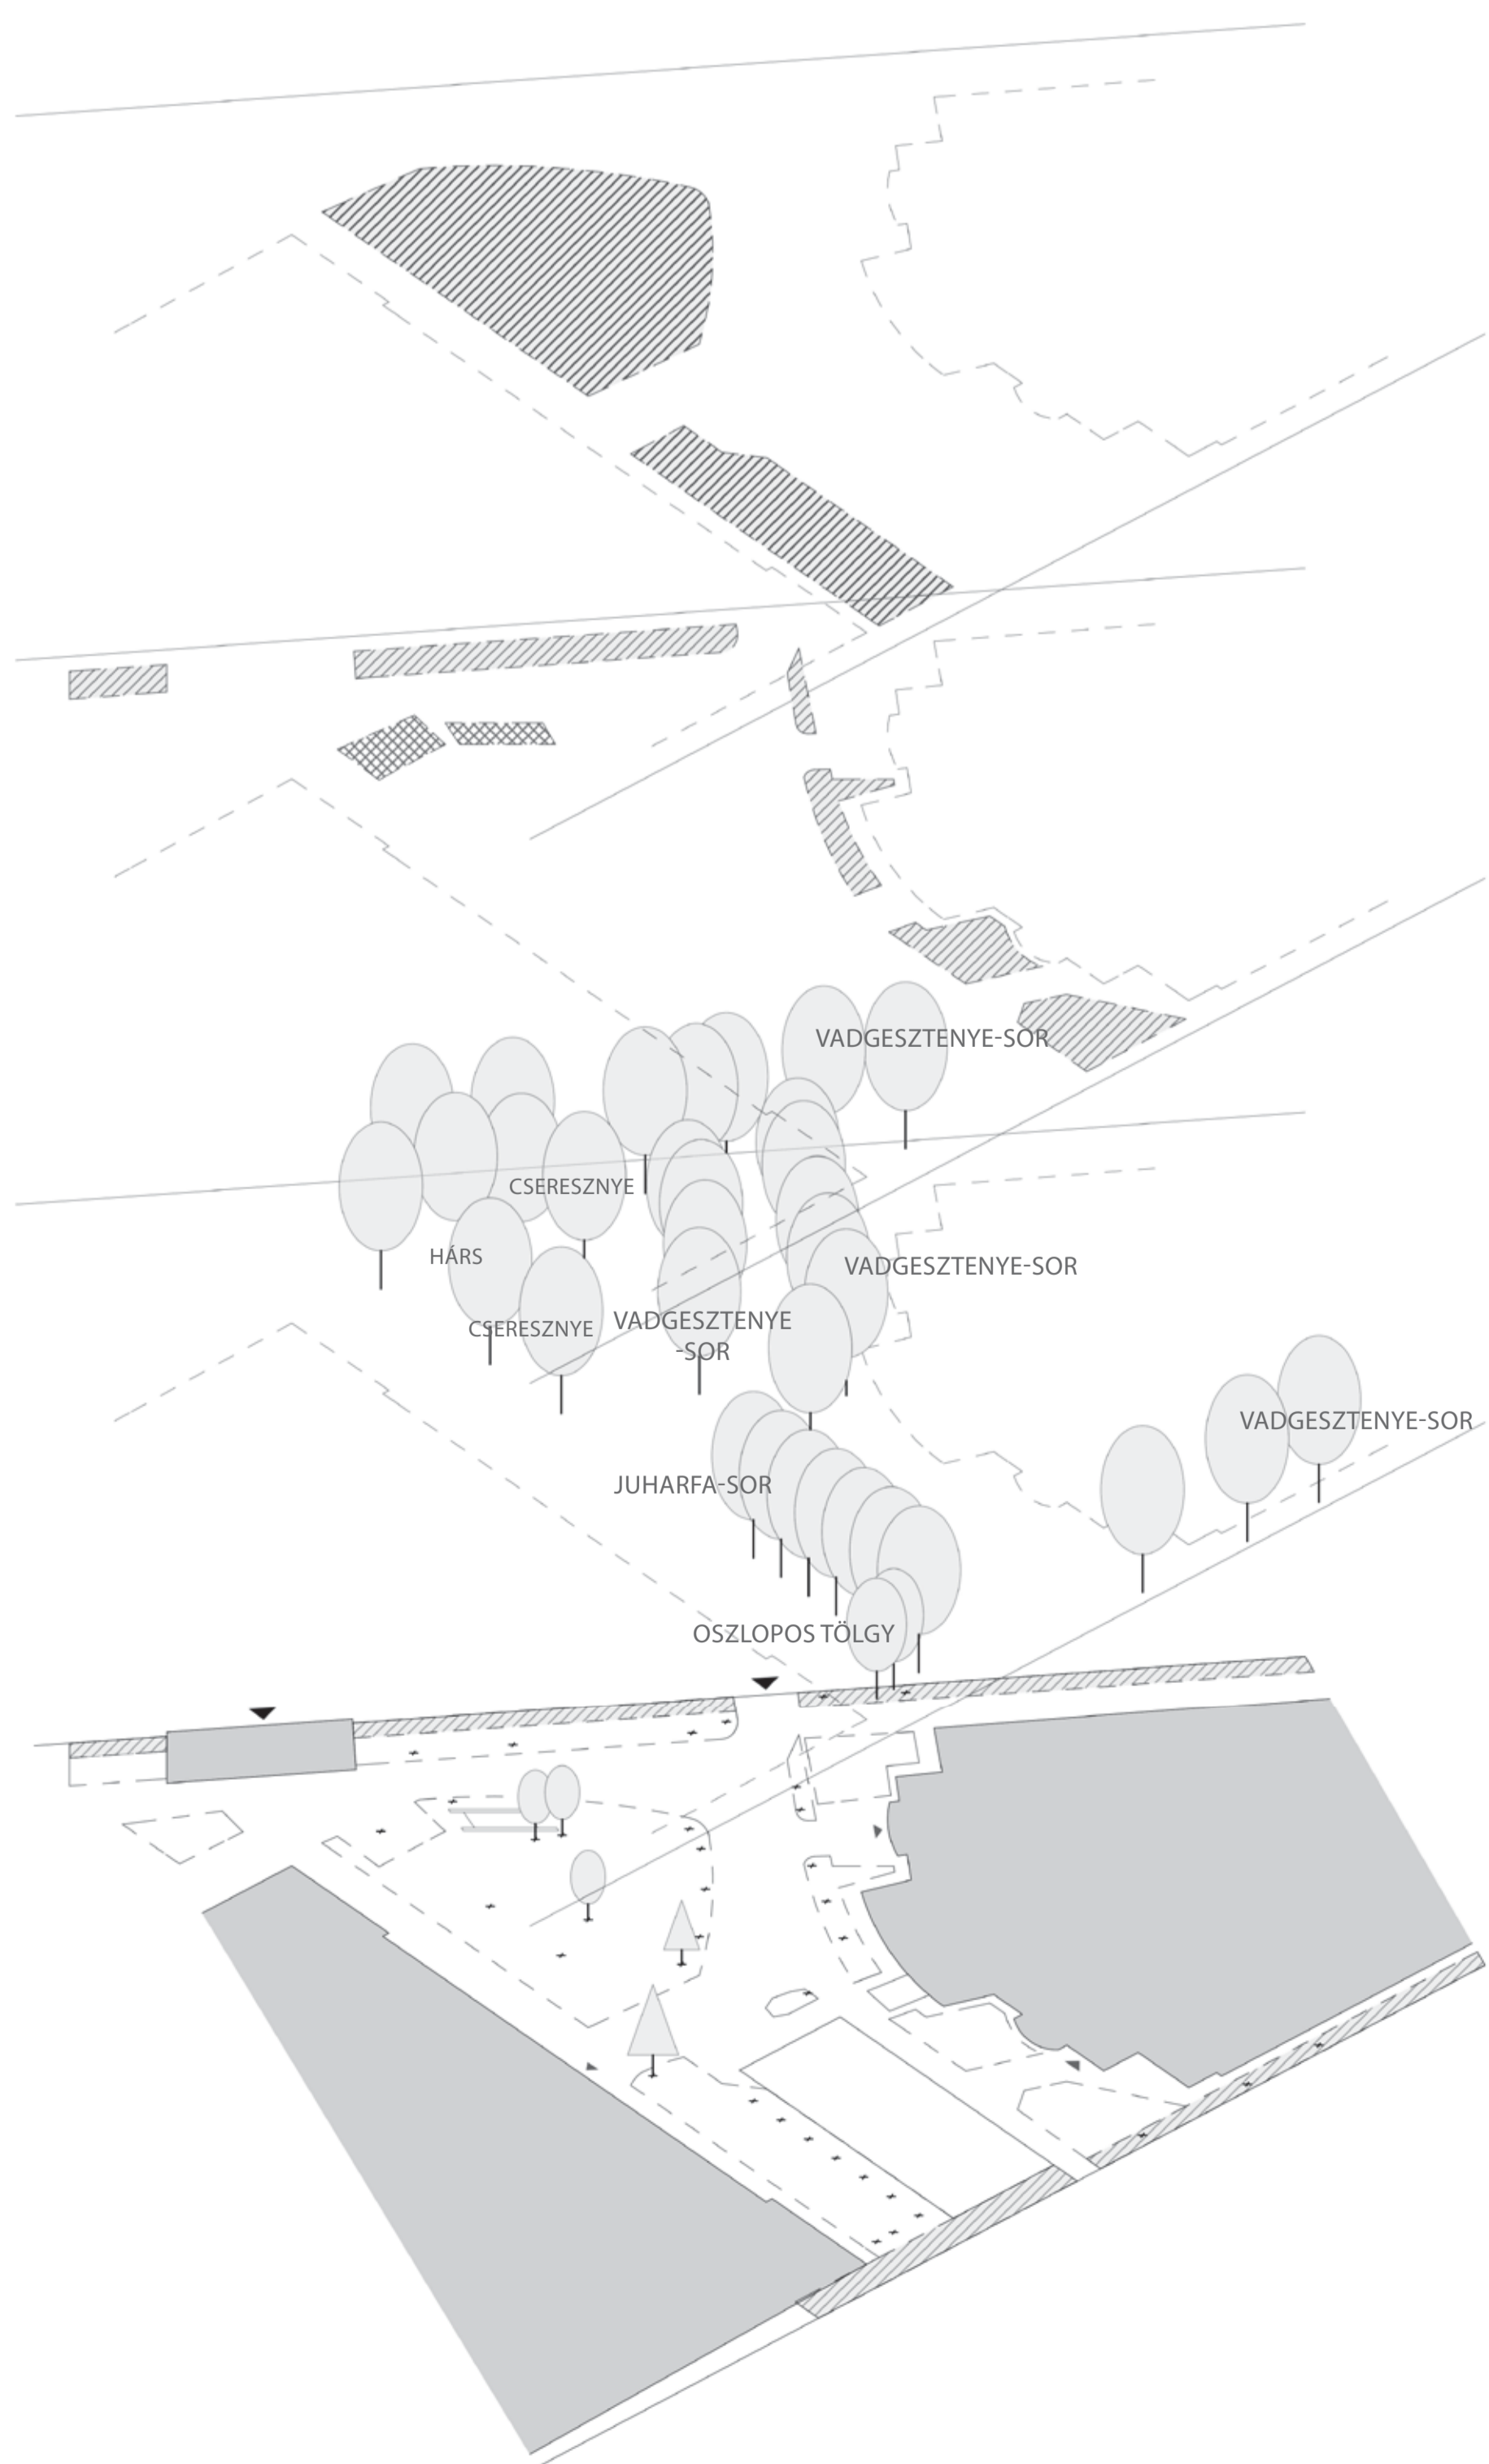 VADGESZTENYE-SOR
CSERESZNYE
HÁRS
VADGESZTENYE-SOR
CSERESZNYE
VADGESZTENYE
-SOR
VADGESZTENYE-SOR
JUHARFA-SOR
OSZLOPOS TÖLGY